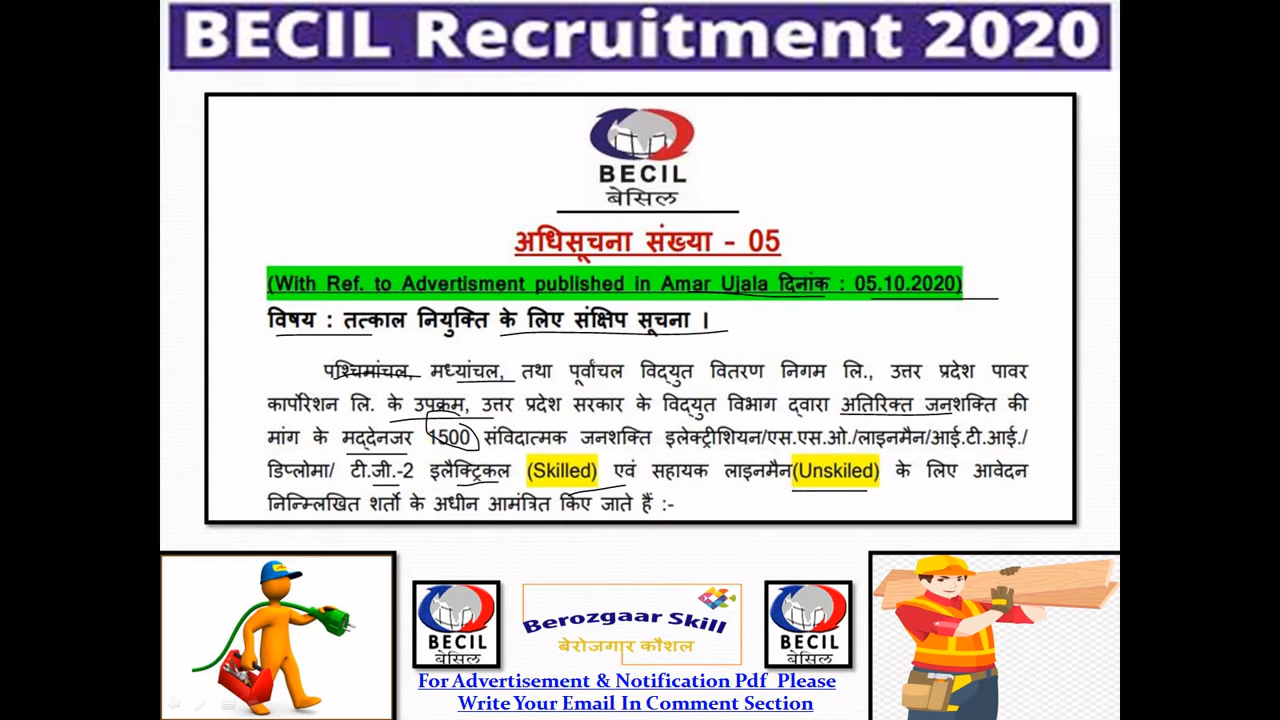 BECIL Recruitment 2020
BECIL
बेसिल
अधिसूचना संख्या - 05
(With Ref. to Advertisment published in Amar Ujala दिनांक : 05.10.2020)
विषय : तत्काल नियुक्ति के लिए संक्षिप सूचना ।
पश्चिमांचल, मध्यांचल, तथा पूर्वांचल विद्युत वितरण निगम लि., उत्तर प्रदेश पावर
कार्पोरेशन लि. के उपक्रम, उत्तर प्रदेश सरकार के विद्युत विभाग द्वारा अतिरिक्त जनशक्ति की
मांग के मद्देनजर 1500 संविदात्मक जनशक्ति इलेक्ट्रीशियन/एस.एस.ओ./लाइनमैन/आई.टी.आई./
डिप्लोमा/ टी.जी.-2 इलैक्ट्रिकल (Skilled) एवं सहायक लाइनमैन(Unskiled) के लिए आवेदन
निन्म्लिखित शर्तो के अधीन आमंत्रित किए जाते हैं :-
BECIL
बेसिल
Berozgaar Skill
बेरोजगार कौशल
BECIL
बेसिल
For Advertisement & Notification Pdf Please
Write Your Email In Comment Section